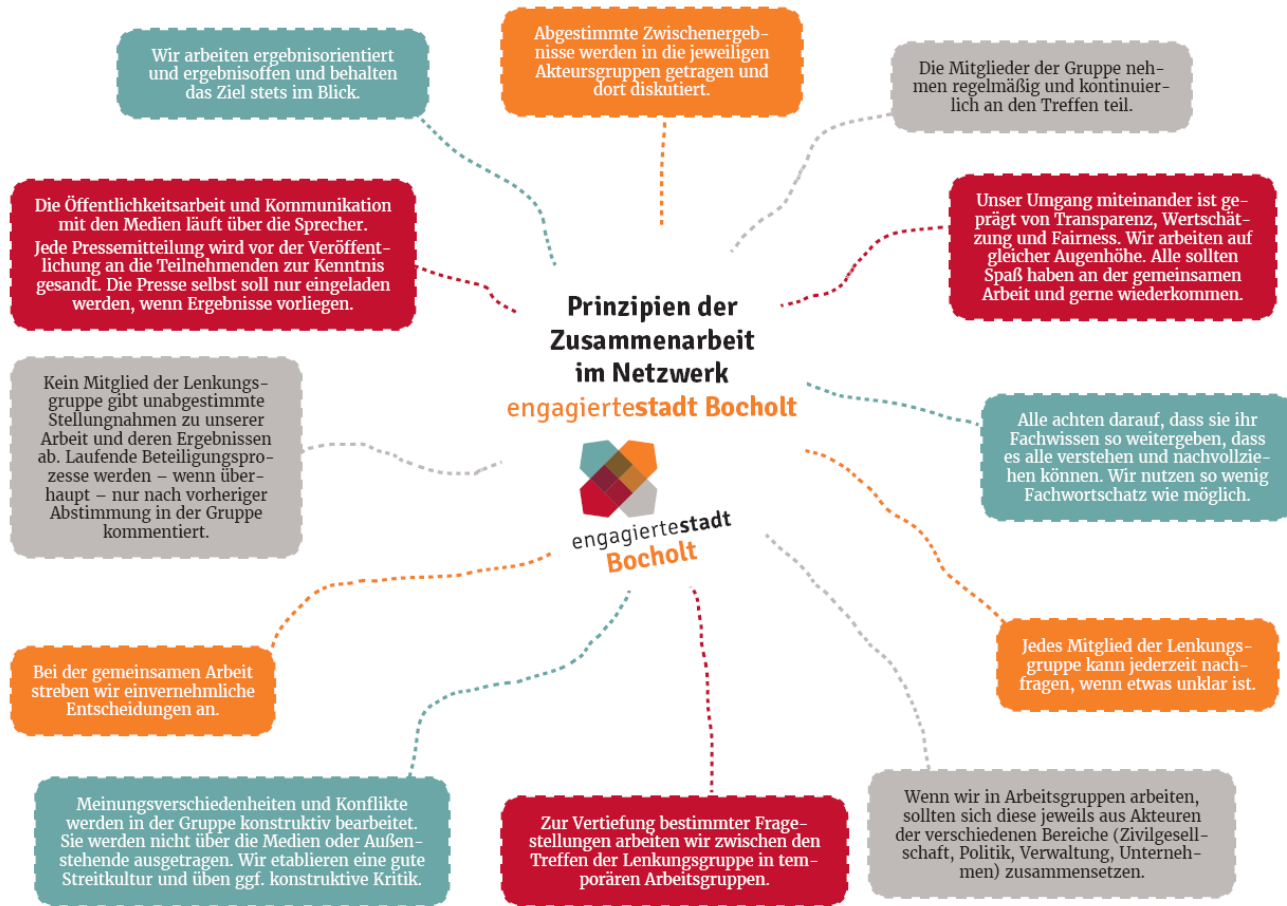 Wir arbeiten ergebnisorientiert
und ergebnisoffen und behalten
das Ziel stets im Blick.
Abgestimmte Zwischenergeb-
nisse werden in die jeweiligen
Akteursgruppen getragen und
dort diskutiert.
Die Mitglieder der Gruppe neh-
men regelmäßig und kontinuier-
lich an den Treffen teil.
Die Öffentlichkeitsarbeit und Kommunikation
mit den Medien läuft über die Sprecher.
Jede Pressemitteilung wird vor der Veröffent-
lichung an die Teilnehmenden zur Kenntnis
gesandt. Die Presse selbst soll nur eingeladen
werden, wenn Ergebnisse vorliegen.
Unser Umgang miteinander ist ge-
prägt von Transparenz, Wertschät-
zung und Fairness. Wir arbeiten auf
gleicher Augenhöhe. Alle sollten
Spaß haben an der gemeinsamen
Arbeit und gerne wiederkommen.
Prinzipien der
Zusammenarbeit
im Netzwerk
engagiertestadt Bocholt
Kein Mitglied der Lenkungs-
gruppe gibt unabgestimmte
Stellungnahmen zu unserer
Arbeit und deren Ergebnissen
ab. Laufende Beteiligungspro-
zesse werden – wenn über-
haupt – nur nach vorheriger
Abstimmung in der Gruppe
kommentiert.
Alle achten darauf, dass sie ihr
Fachwissen so weitergeben, dass
es alle verstehen und nachvollzie-
hen können. Wir nutzen so wenig
Fachwortschatz wie möglich.
engagiertestadt
Bocholt
Bei der gemeinsamen Arbeit
streben wir einvernehmliche
Entscheidungen an.
Jedes Mitglied der Lenkungs-
gruppe kann jederzeit nach-
fragen, wenn etwas unklar ist.
Meinungsverschiedenheiten und Konflikte
werden in der Gruppe konstruktiv bearbeitet.
Sie werden nicht über die Medien oder Außen-
stehende ausgetragen. Wir etablieren eine gute
Streitkultur und üben ggf. konstruktive Kritik.
Zur Vertiefung bestimmter Frage-
stellungen arbeiten wir zwischen den
Treffen der Lenkungsgruppe in tem-
porären Arbeitsgruppen.
Wenn wir in Arbeitsgruppen arbeiten,
sollten sich diese jeweils aus Akteuren
der verschiedenen Bereiche (Zivilgesell-
schaft, Politik, Verwaltung, Unterneh-
men) zusammensetzen.